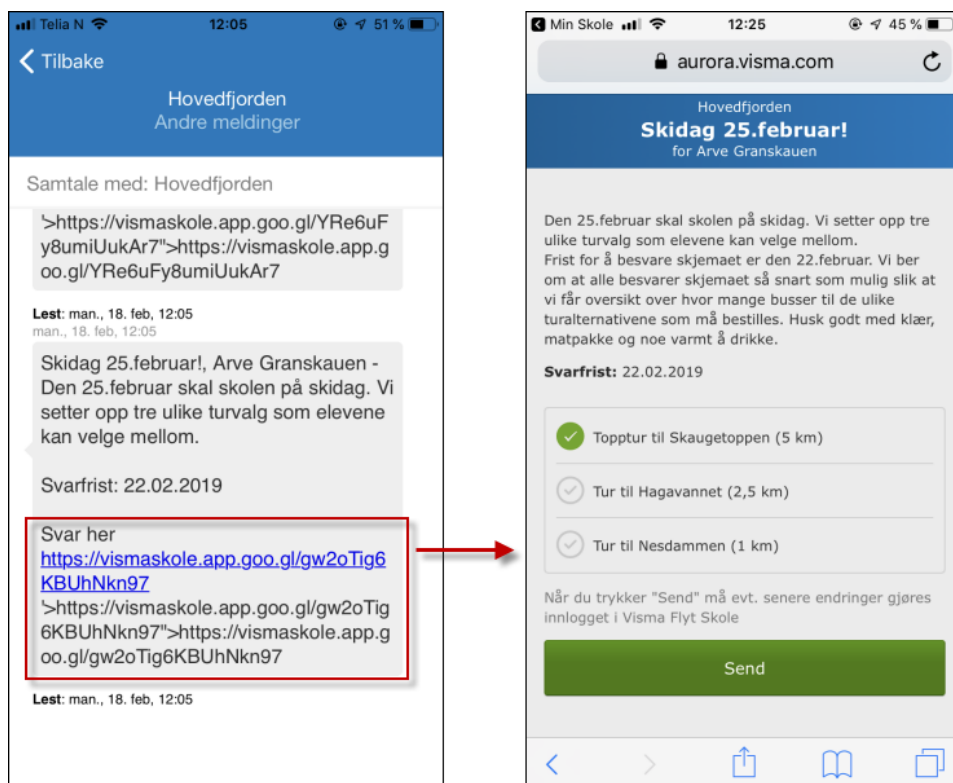 Telia N 12:05 51 %
Tilbake
Hovedfjorden
Andre meldinger
Samtale med: Hovedfjorden
'>https://vismaskole.app.goo.gl/YRe6uF
y8umiUukAr7">https://vismaskole.app.g
oo.gl/YRe6uFy8umiUukAr7
Lest: man., 18. feb, 12:05
man., 18. feb, 12:05
Skidag 25.februar!, Arve Granskauen -
Den 25.februar skal skolen på skidag. Vi
setter opp tre ulike turvalg som elevene
kan velge mellom.
Svarfrist: 22.02.2019
Svar her
https://vismaskole.app.goo.gl/gw2oTig6
KBUhNkn97
'>https://vismaskole.app.goo.gl/gw2oTig
6KBUhNkn97">https://vismaskole.app.g
oo.gl/gw2oTig6KBUhNkn97
Lest: man., 18. feb, 12:05
Min Skole 12:25 45 %
aurora.visma.com
Hovedfjorden
Skidag 25.februar!
for Arve Granskauen
Den 25.februar skal skolen på skidag. Vi setter opp tre
ulike turvalg som elevene kan velge mellom.
Frist for å besvare skjemaet er den 22.februar. Vi ber
om at alle besvarer skjemaet så snart som mulig slik at
vi får oversikt over hvor mange busser til de ulike
turalternativene som må bestilles. Husk godt med klær,
matpakke og noe varmt å drikke.
Svarfrist: 22.02.2019
Topptur til Skaugetoppen (5 km)
Tur til Hagavannet (2,5 km)
Tur til Nesdammen (1 km)
Når du trykker "Send" må evt. senere endringer gjøres
innlogget i Visma Flyt Skole
Send